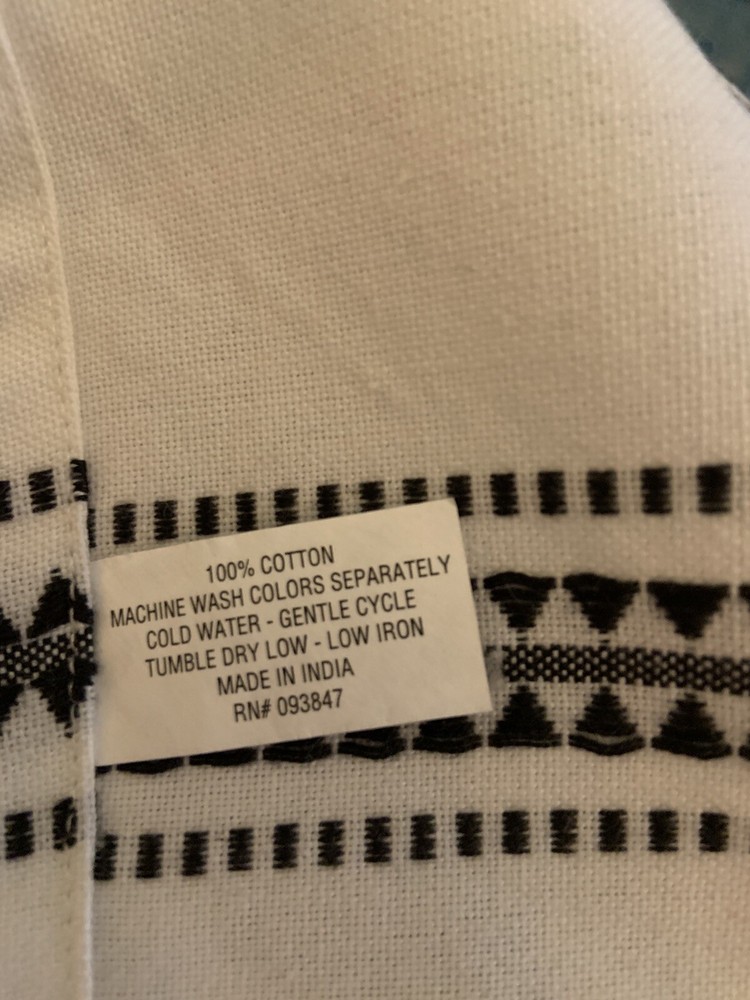 100% COTTON
MACHINE WASH COLORS SEPARATELY
COLD WATER - GENTLE CYCLE
TUMBLE DRY LOW - LOW IRON
MADE IN INDIA
RN# 093847